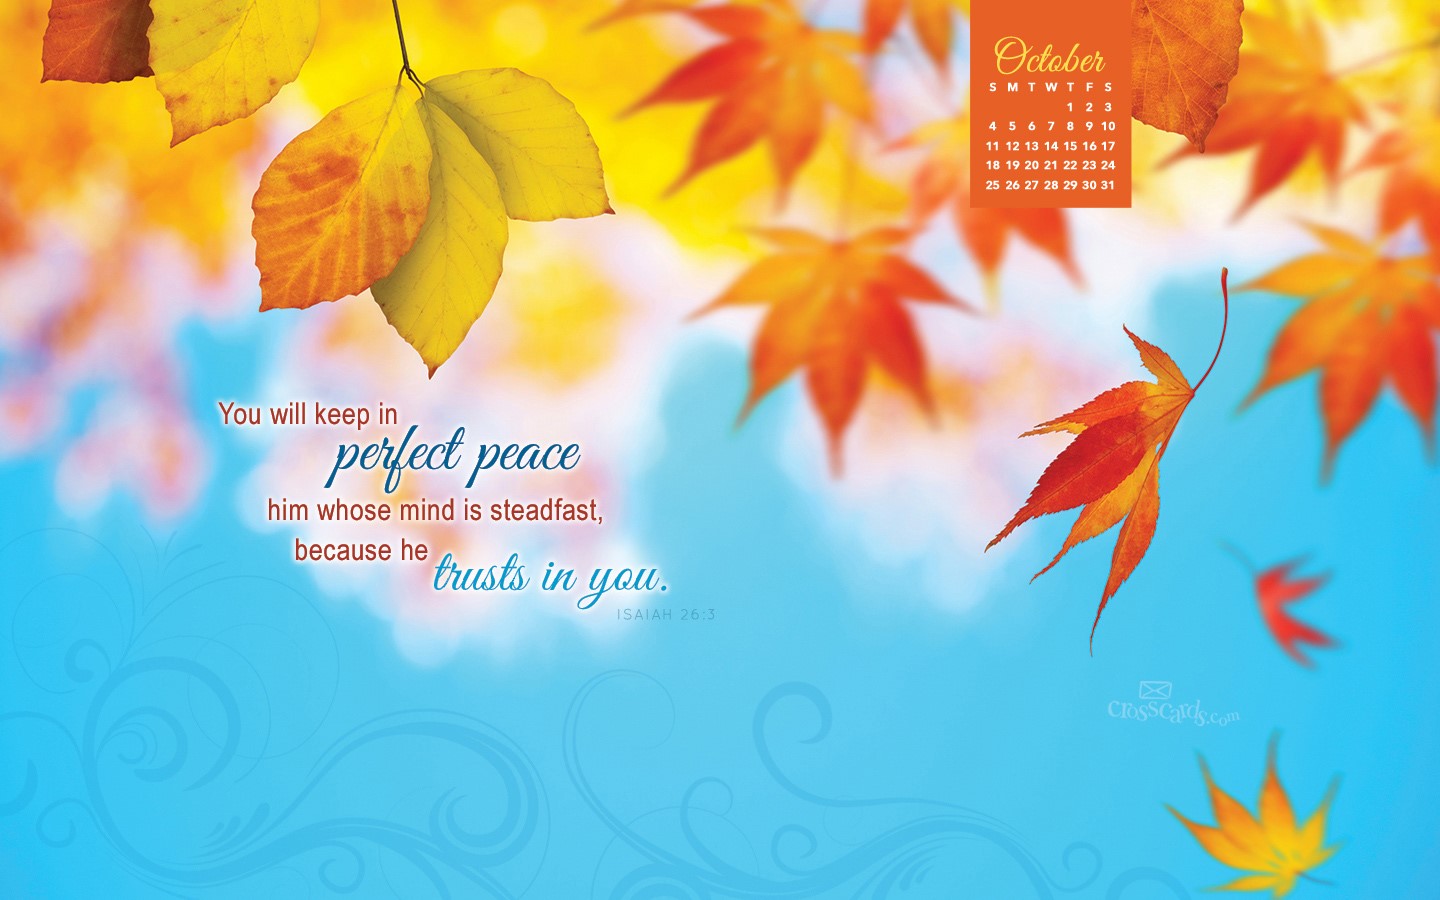 October
S M T W T F S
1 2 3
4 5 6 7 8 9 10
11 12 13 14 15 16 17
18 19 20 21 22 23 24
25 26 27 28 29 30 31
You will keep in
perfect peace
him whose mind is steadfast,
because he
trusts in you.
ISAIAH 26:3
crosscards.com